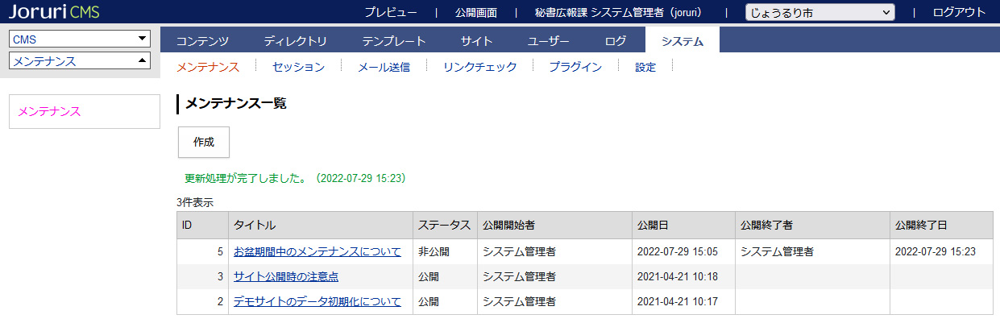 Joruri CMS プレビュー | 公開画面 | 秘書広報課 システム管理者（joruri） | じょうるり市 | ログアウト
CMS
メンテナンス
コンテンツ ディレクトリ テンプレート サイト ユーザー ログ システム
メンテナンス セッション メール送信 リンクチェック プラグイン 設定
メンテナンス
メンテナンス一覧
作成
更新処理が完了しました。（2022-07-29 15:23）
3件表示
ID タイトル ステータス 公開開始者 公開日 公開終了者 公開終了日
5 お盆期間中のメンテナンスについて 非公開 システム管理者 2022-07-29 15:05 システム管理者 2022-07-29 15:23
3 サイト公開時の注意点 公開 システム管理者 2021-04-21 10:18
2 デモサイトのデータ初期化について 公開 システム管理者 2021-04-21 10:17